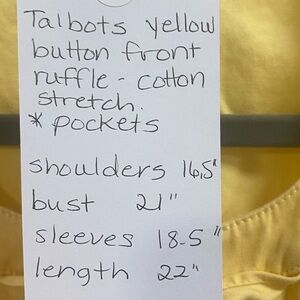 Talbots yellow
button front
ruffle - cotton
stretch.
* pockets
shoulders 16.5"
bust 21"
sleeves 18.5"
length 22"